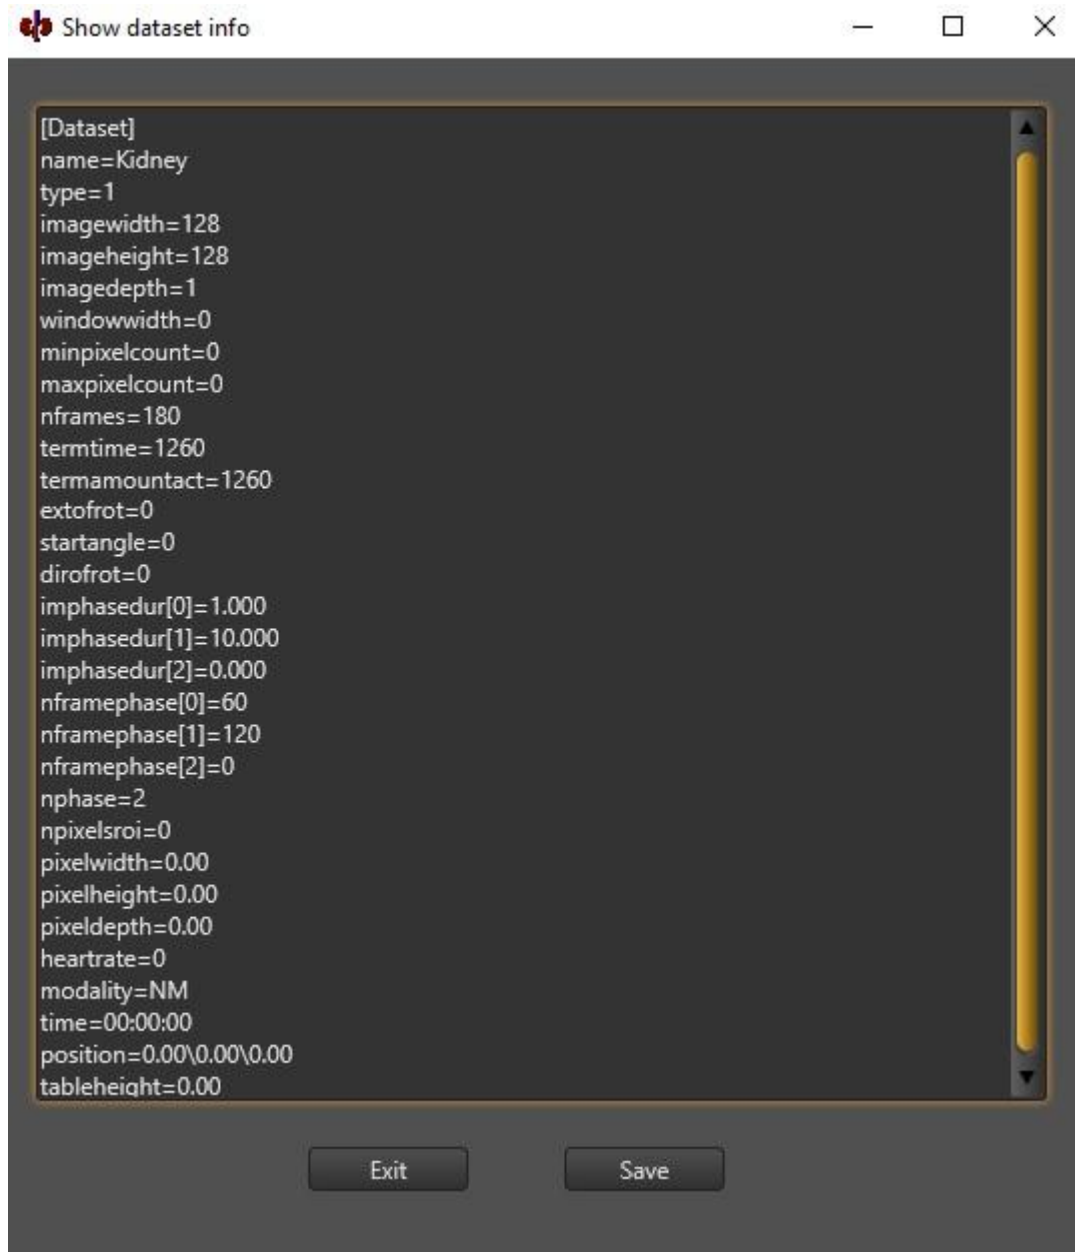 Show dataset info
[Dataset]
name=Kidney
type=1
imagewidth=128
imageheight=128
imagedepth=1
windowwidth=0
minpixelcount=0
maxpixelcount=0
nframes=180
termtime=1260
termamountact=1260
extofrot=0
startangle=0
dirofrot=0
imphasedur[0]=1.000
imphasedur[1]=10.000
imphasedur[2]=0.000
nframephase[0]=60
nframephase[1]=120
nframephase[2]=0
nphase=2
npixelsroi=0
pixelwidth=0.00
pixelheight=0.00
pixeldepth=0.00
heartrate=0
modality=NM
time=00:00:00
position=0.00\0.00\0.00
tableheight=0.00
Exit Save